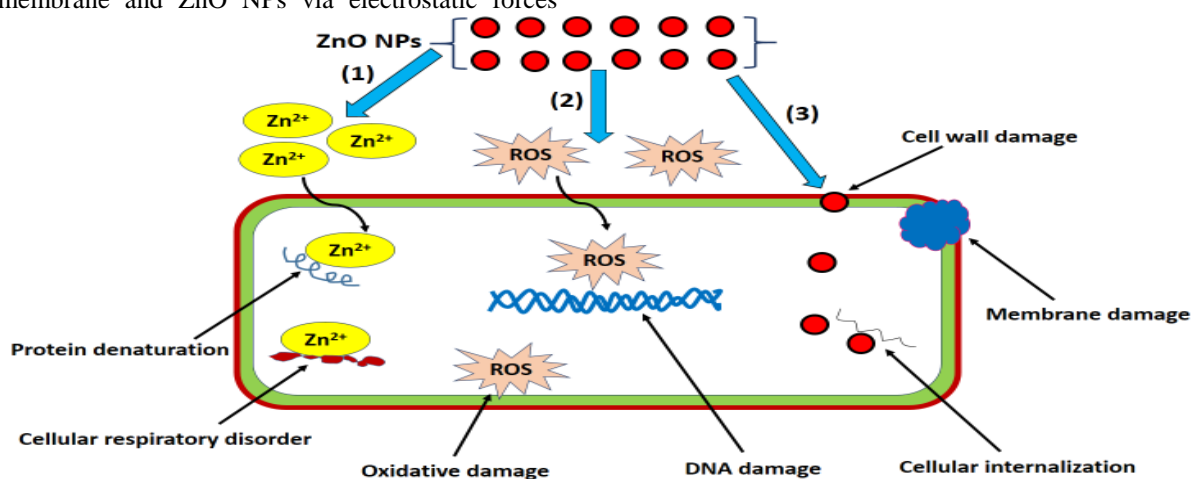 membrane and ZnO NPs via electrostatic forces
ZnO NPs
(1)
(2)
(3)
Zn²⁺
Zn²⁺
Zn²⁺
ROS
ROS
Cell wall damage
Zn²⁺
ROS
Membrane damage
Protein denaturation
Zn²⁺
ROS
Cellular respiratory disorder
Oxidative damage
DNA damage
Cellular internalization